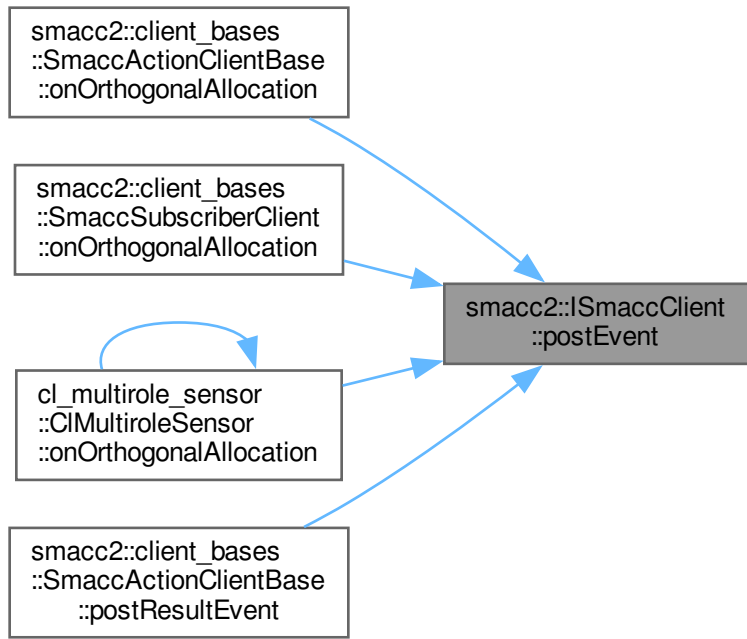 smacc2::client_bases
::SmaccActionClientBase
::onOrthogonalAllocation
smacc2::client_bases
::SmaccSubscriberClient
::onOrthogonalAllocation
smacc2::ISmaccClient
::postEvent
cl_multirole_sensor
::ClMultiroleSensor
::onOrthogonalAllocation
smacc2::client_bases
::SmaccActionClientBase
::postResultEvent